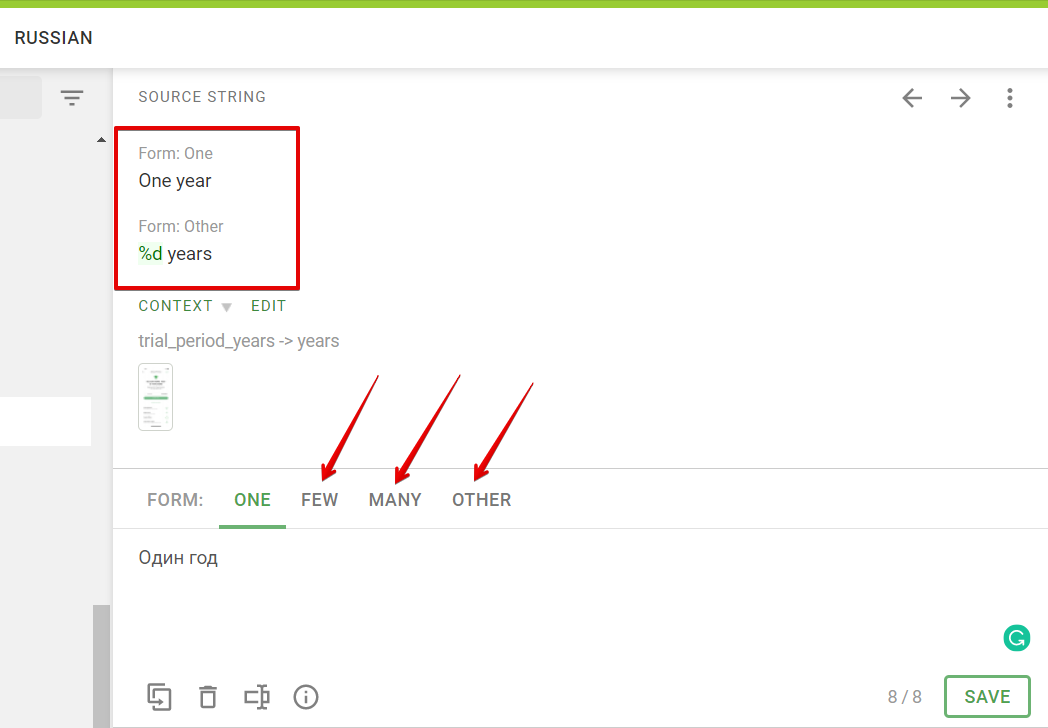 RUSSIAN
SOURCE STRING
Form: One
One year
Form: Other
%d years
CONTEXT EDIT
trial_period_years -> years
FORM: ONE FEW MANY OTHER
Один год
8 / 8 SAVE